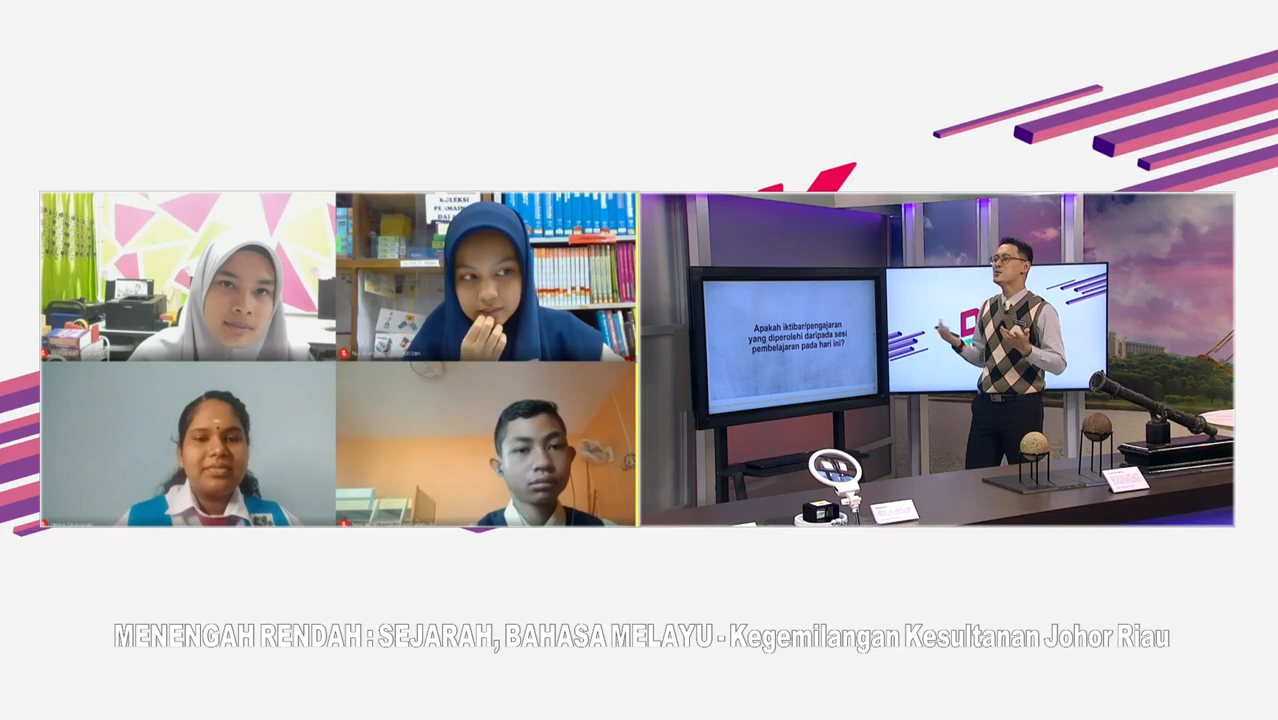 KOLEKSI
Apakah iktibar/pengajaran
yang diperolehi daripada sesi
pembelajaran pada hari ini?
MENENGAH RENDAH : SEJARAH, BAHASA MELAYU - Kegemilangan Kesultanan Johor Riau